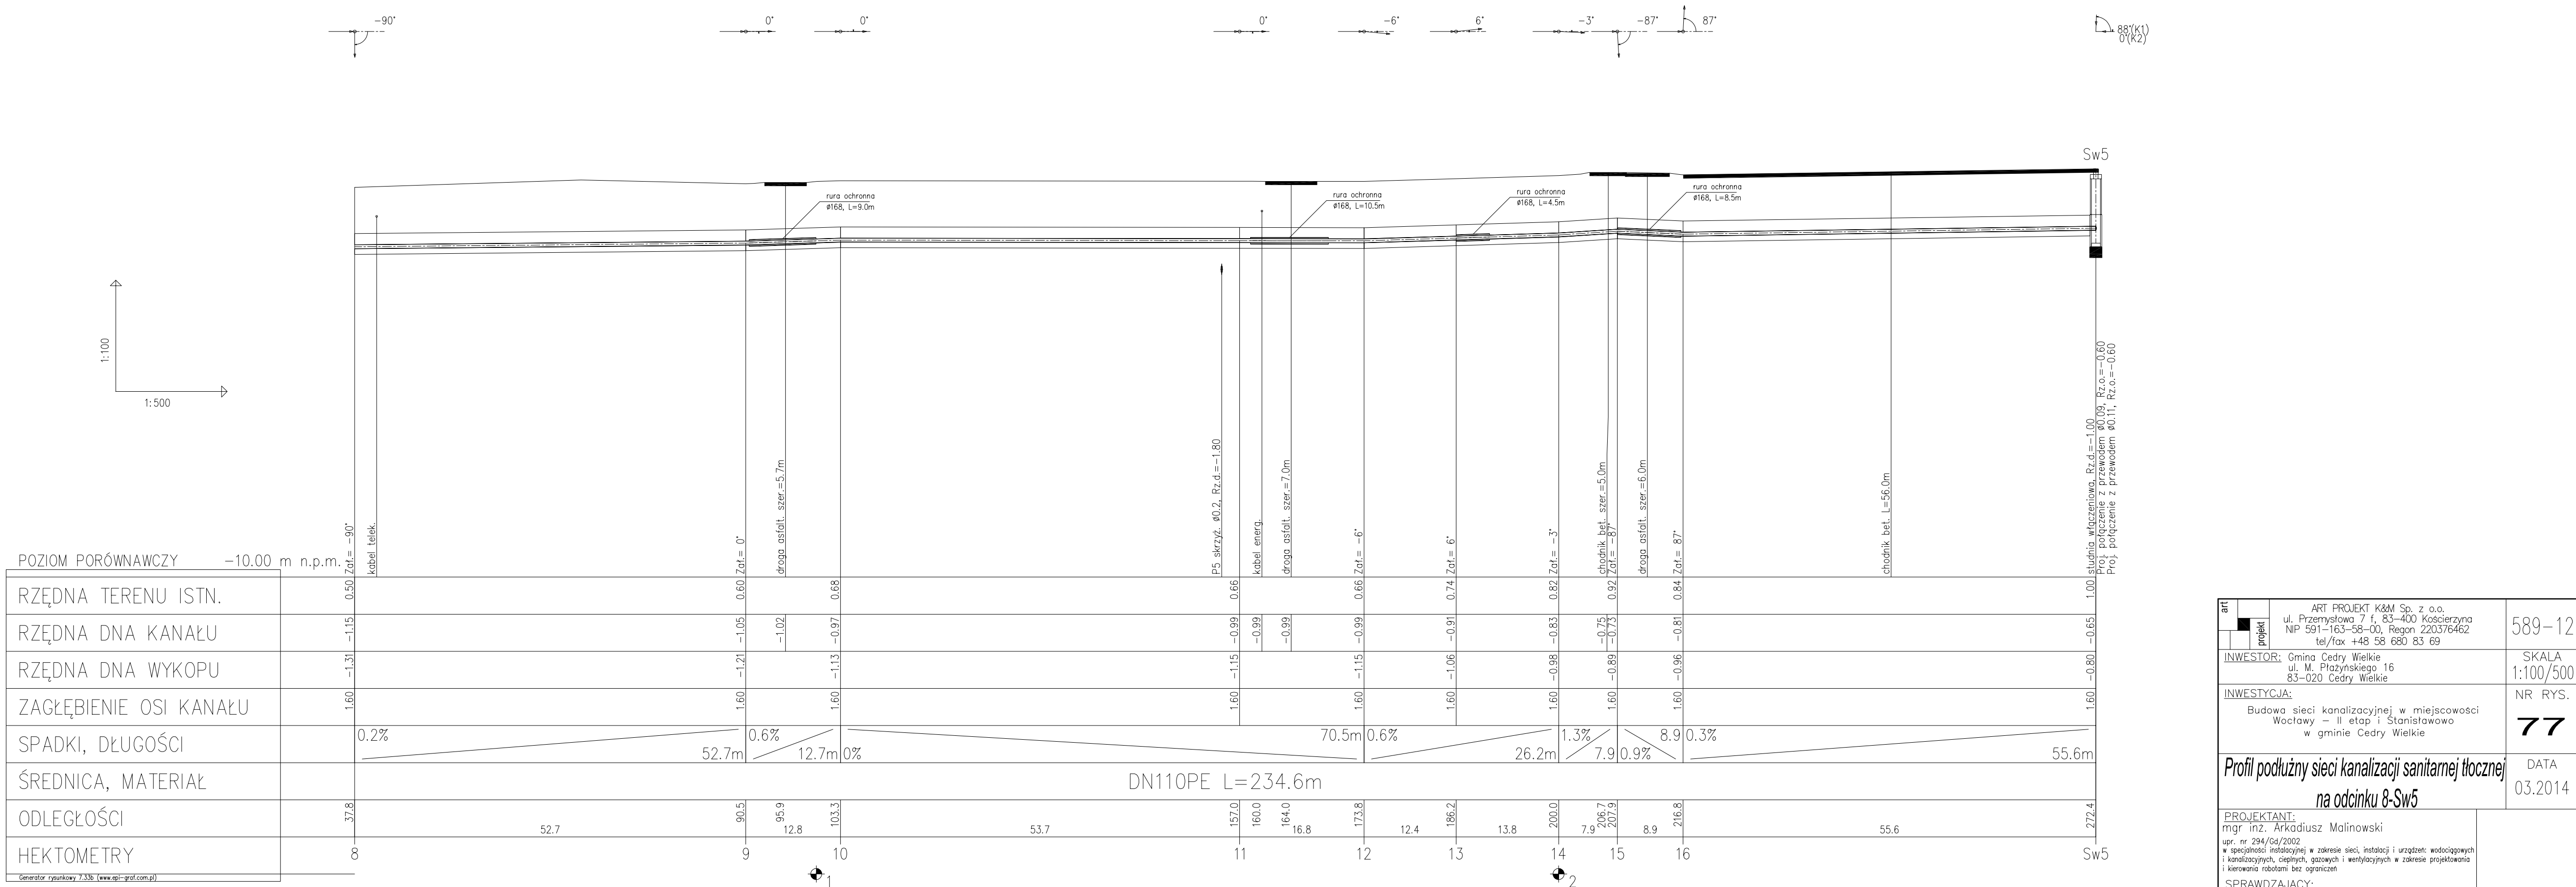 -90°
0°
0°
0°
-6°
6°
-3°
-87°
87°
88°(K1)
0°(K2)
Sw5
rura ochronna
ø168, L=9.0m
rura ochronna
ø168, L=10.5m
rura ochronna
ø168, L=4.5m
rura ochronna
ø168, L=8.5m
1:100
1:500
Zał.= -90°
kabel telek.
Zał.= 0°
droga asfalt. szer.=5.7m
P5 skrzyż. ø0.2, Rz.d.=-1.80
kabel energ.
droga asfalt. szer.=7.0m
Zał.= -6°
Zał.= 6°
Zał.= -3°
chodnik bet. szer.=5.0m
Zał.= -87°
droga asfalt. szer.=6.0m
Zał.= 87°
chodnik bet. L=56.0m
studnia włączeniowa, Rz.d.=-1.00
Proj. połączenie z przewodem ø0.09, Rz.o.=-0.60
Proj. połączenie z przewodem ø0.11, Rz.o.=-0.60
POZIOM PORÓWNAWCZY -10.00 m n.p.m.
RZĘDNA TERENU ISTN. 0.50 0.60 0.68 0.66 0.66 0.74 0.82 0.92 0.84 1.00
RZĘDNA DNA KANAŁU -1.15 -1.05 -1.02 -0.97 -0.99 -0.99 -0.99 -0.99 -0.91 -0.83 -0.75 -0.73 -0.81 -0.65
RZĘDNA DNA WYKOPU -1.31 -1.21 -1.13 -1.15 -1.15 -1.06 -0.98 -0.89 -0.96 -0.80
ZAGŁĘBIENIE OSI KANAŁU 1.60 1.60 1.60 1.60 1.60 1.60 1.60 1.60 1.60 1.60
SPADKI, DŁUGOŚCI
0.2% 0.6% 70.5m 0.6% 1.3% 8.9 0.3%
52.7m 12.7m 0% 26.2m 7.9 0.9% 55.6m
ŚREDNICA, MATERIAŁ DN110PE L=234.6m
ODLEGŁOŚCI 37.8 90.5 95.9 103.3 157.0 160.0 164.0 173.8 186.2 200.0 206.7 207.9 216.8 272.4
52.7 12.8 53.7 16.8 12.4 13.8 7.9 8.9 55.6
HEKTOMETRY 8 9 10 11 12 13 14 15 16 Sw5
Generator rysunkowy 7.33b (www.epi-graf.com.pl)
1
2
art
projekt
ART PROJEKT K&M Sp. z o.o.
ul. Przemysłowa 7 f, 83-400 Kościerzyna
NIP 591-163-58-00, Regon 220376462
tel/fax +48 58 680 83 69
589-12
INWESTOR: Gmina Cedry Wielkie
ul. M. Płażyńskiego 16
83-020 Cedry Wielkie
SKALA
1:100/500
INWESTYCJA:
Budowa sieci kanalizacyjnej w miejscowości
Wocławy - II etap i Stanisławowo
w gminie Cedry Wielkie
NR RYS.
77
Profil podłużny sieci kanalizacji sanitarnej tłocznej
na odcinku 8-Sw5
DATA
03.2014
PROJEKTANT:
mgr inż. Arkadiusz Malinowski
upr. nr 294/Gd/2002
w specjalności instalacyjnej w zakresie sieci, instalacji i urządzeń: wodociągowych
i kanalizacyjnych, cieplnych, gazowych i wentylacyjnych w zakresie projektowania
i kierowania robotami bez ograniczeń
SPRAWDZAJĄCY: